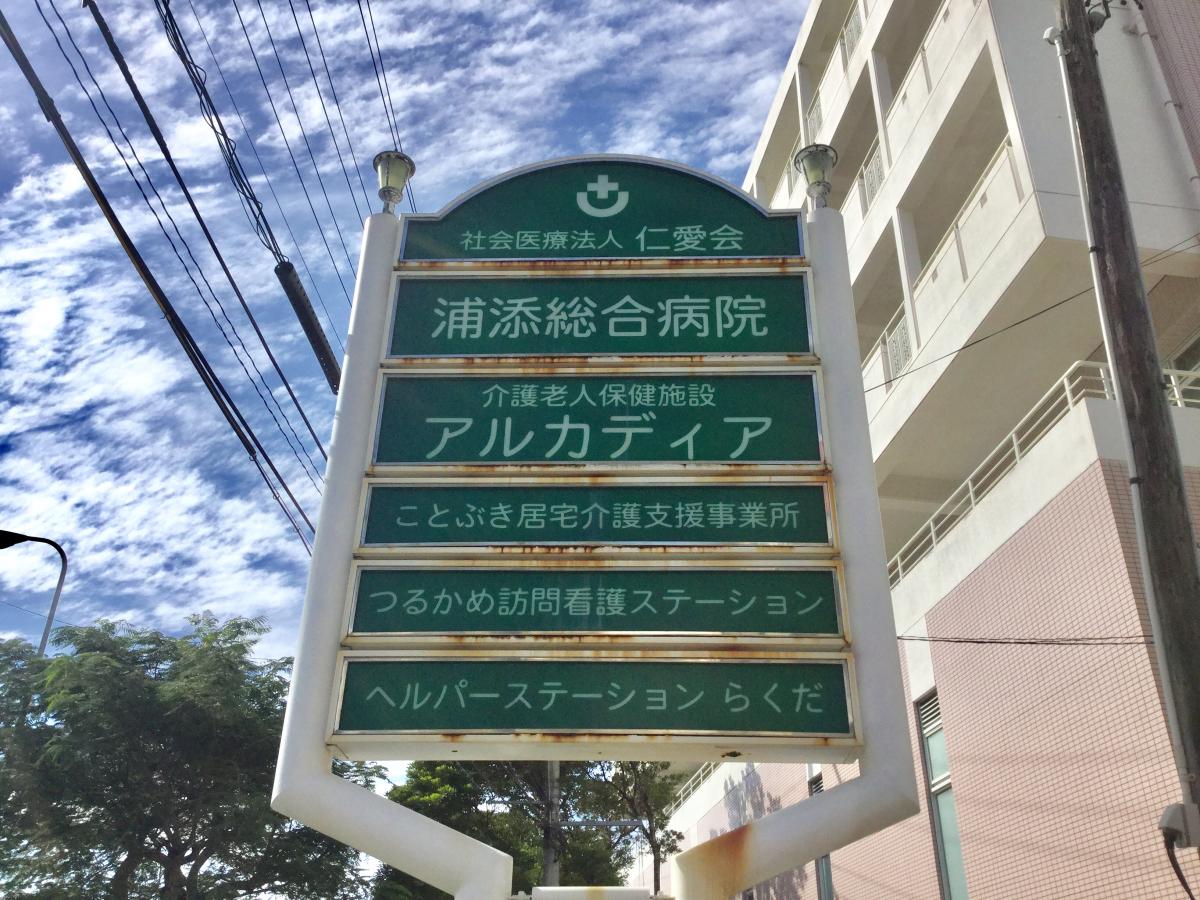 社会医療法人 仁愛会
浦添総合病院
介護老人保健施設
アルカディア
ことぶき居宅介護支援事業所
つるかめ訪問看護ステーション
ヘルパーステーション らくだ